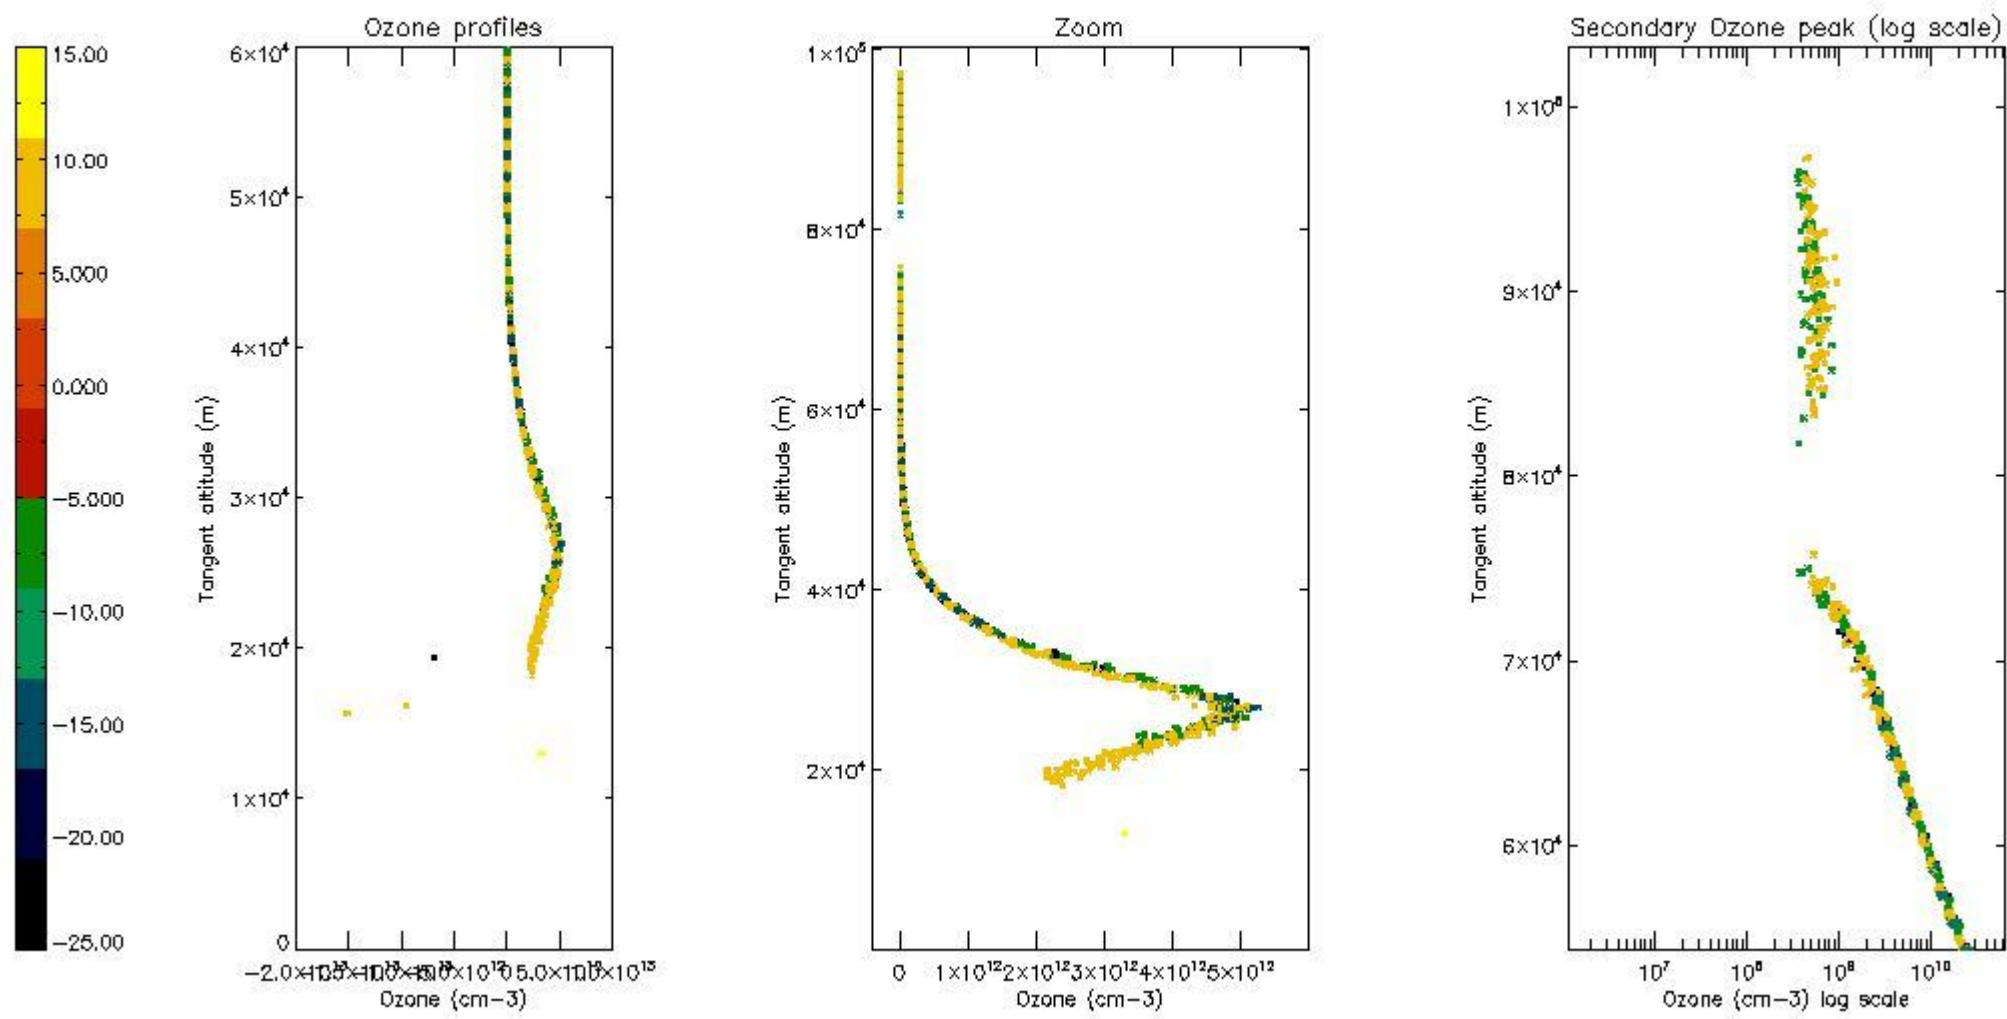 Ozone profiles
Zoom
Secondary Ozone peak (log scale)
15.00
10.00
5.000
0.000
−5.000
−10.00
−15.00
−20.00
−25.00
6×10⁴
5×10⁴
4×10⁴
3×10⁴
2×10⁴
1×10⁴
0
Tangent altitude (m)
Ozone (cm−3)
1×10⁵
8×10⁴
6×10⁴
4×10⁴
2×10⁴
Tangent altitude (m)
0 1×10¹² 2×10¹² 3×10¹² 4×10¹² 5×10¹²
Ozone (cm−3)
1×10⁵
9×10⁴
8×10⁴
7×10⁴
6×10⁴
Tangent altitude (m)
10⁷ 10⁸ 10⁹ 10¹⁰
Ozone (cm−3) log scale